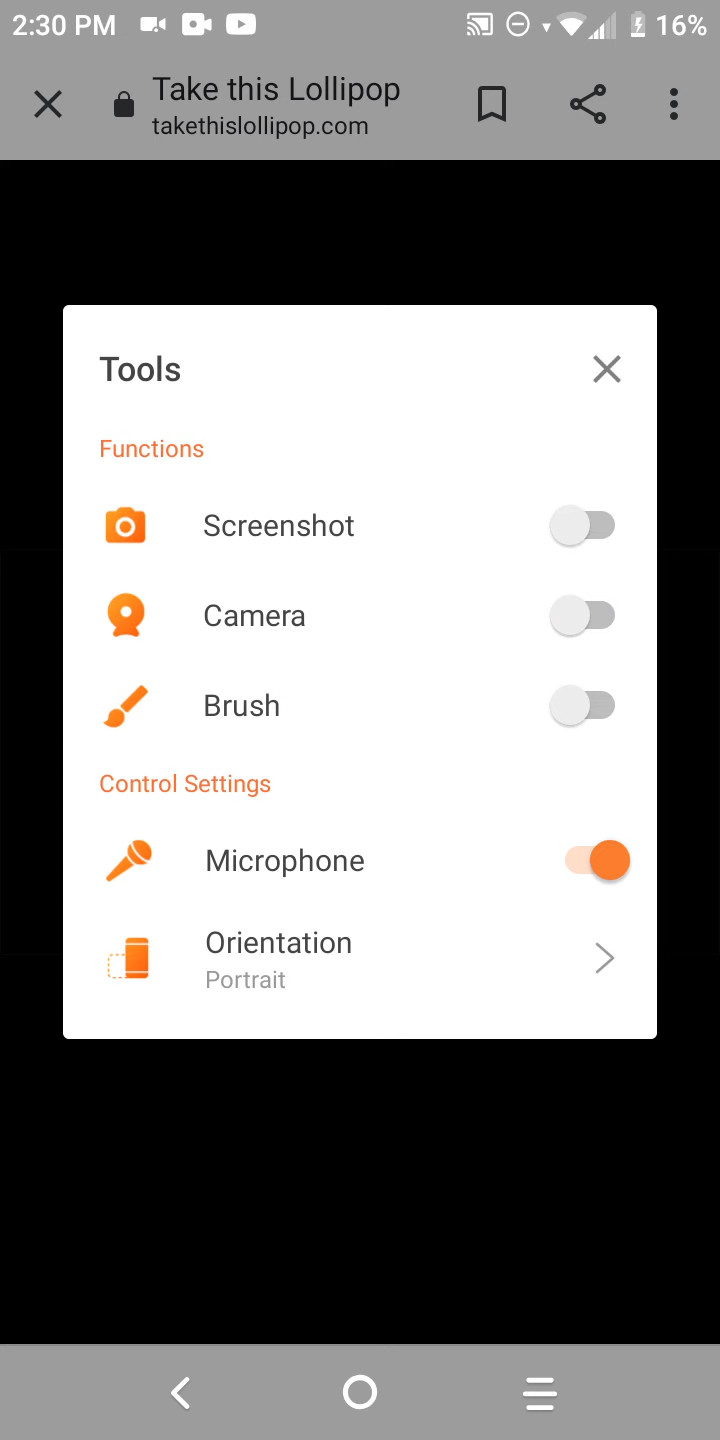 2:30 PM
16%
Take this Lollipop
takethislollipop.com
Tools
Functions
Screenshot
Camera
Brush
Control Settings
Microphone
Orientation
Portrait